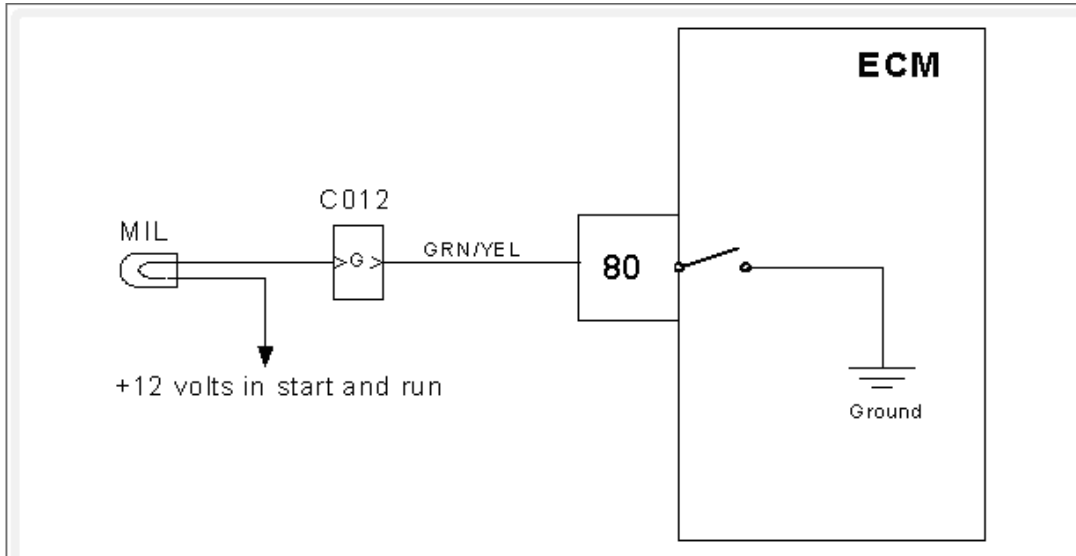 ECM
C012
MIL
G
GRN/YEL
80
+12 volts in start and run
Ground